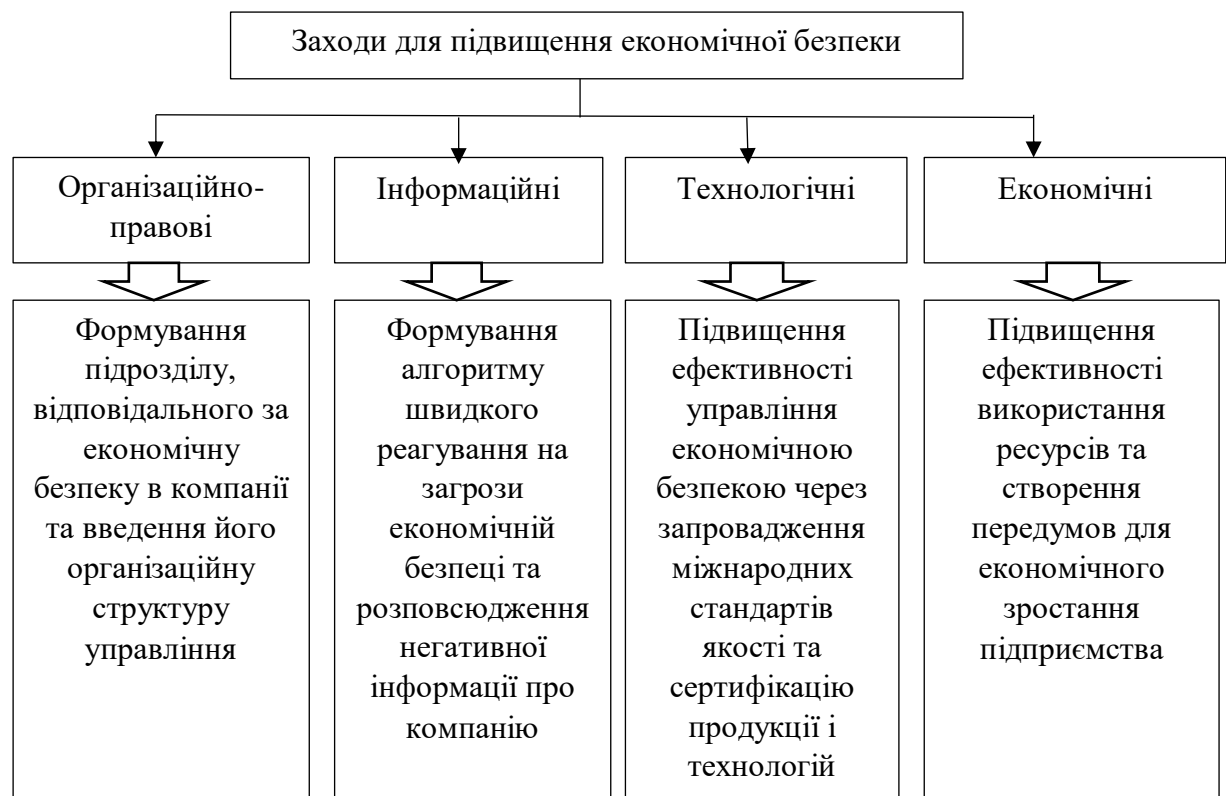 Заходи для підвищення економічної безпеки
Організаційно-
правові
Інформаційні
Технологічні
Економічні
Формування
підрозділу,
відповідального за
економічну
безпеку в компанії
та введення його
організаційну
структуру
управління
Формування
алгоритму
швидкого
реагування на
загрози
економічній
безпеці та
розповсюдження
негативної
інформації про
компанію
Підвищення
ефективності
управління
економічною
безпекою через
запровадження
міжнародних
стандартів
якості та
сертифікацію
продукції і
технологій
Підвищення
ефективності
використання
ресурсів та
створення
передумов для
економічного
зростання
підприємства